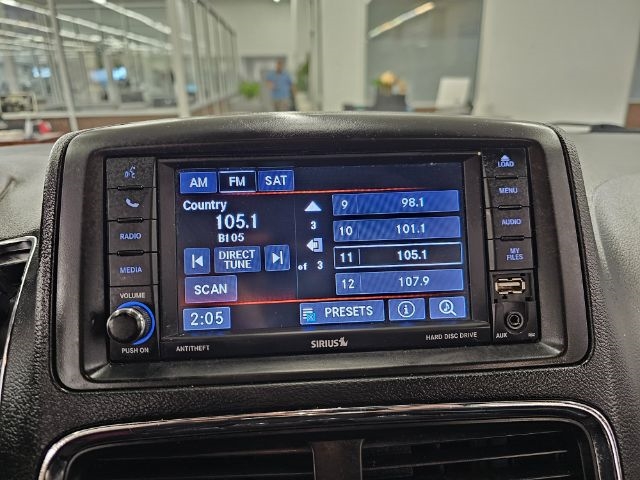 LOAD
AM FM SAT
MENU
Country
9 98.1
105.1
3
10 101.1
RADIO
AUDIO
B105
DIRECT TUNE
of 3
11 105.1
MY FILES
MEDIA
12 107.9
SCAN
VOLUME
2:05
PRESETS
PUSH ON
AUX
ANTITHEFT
SIRIUS
HARD DISC DRIVE